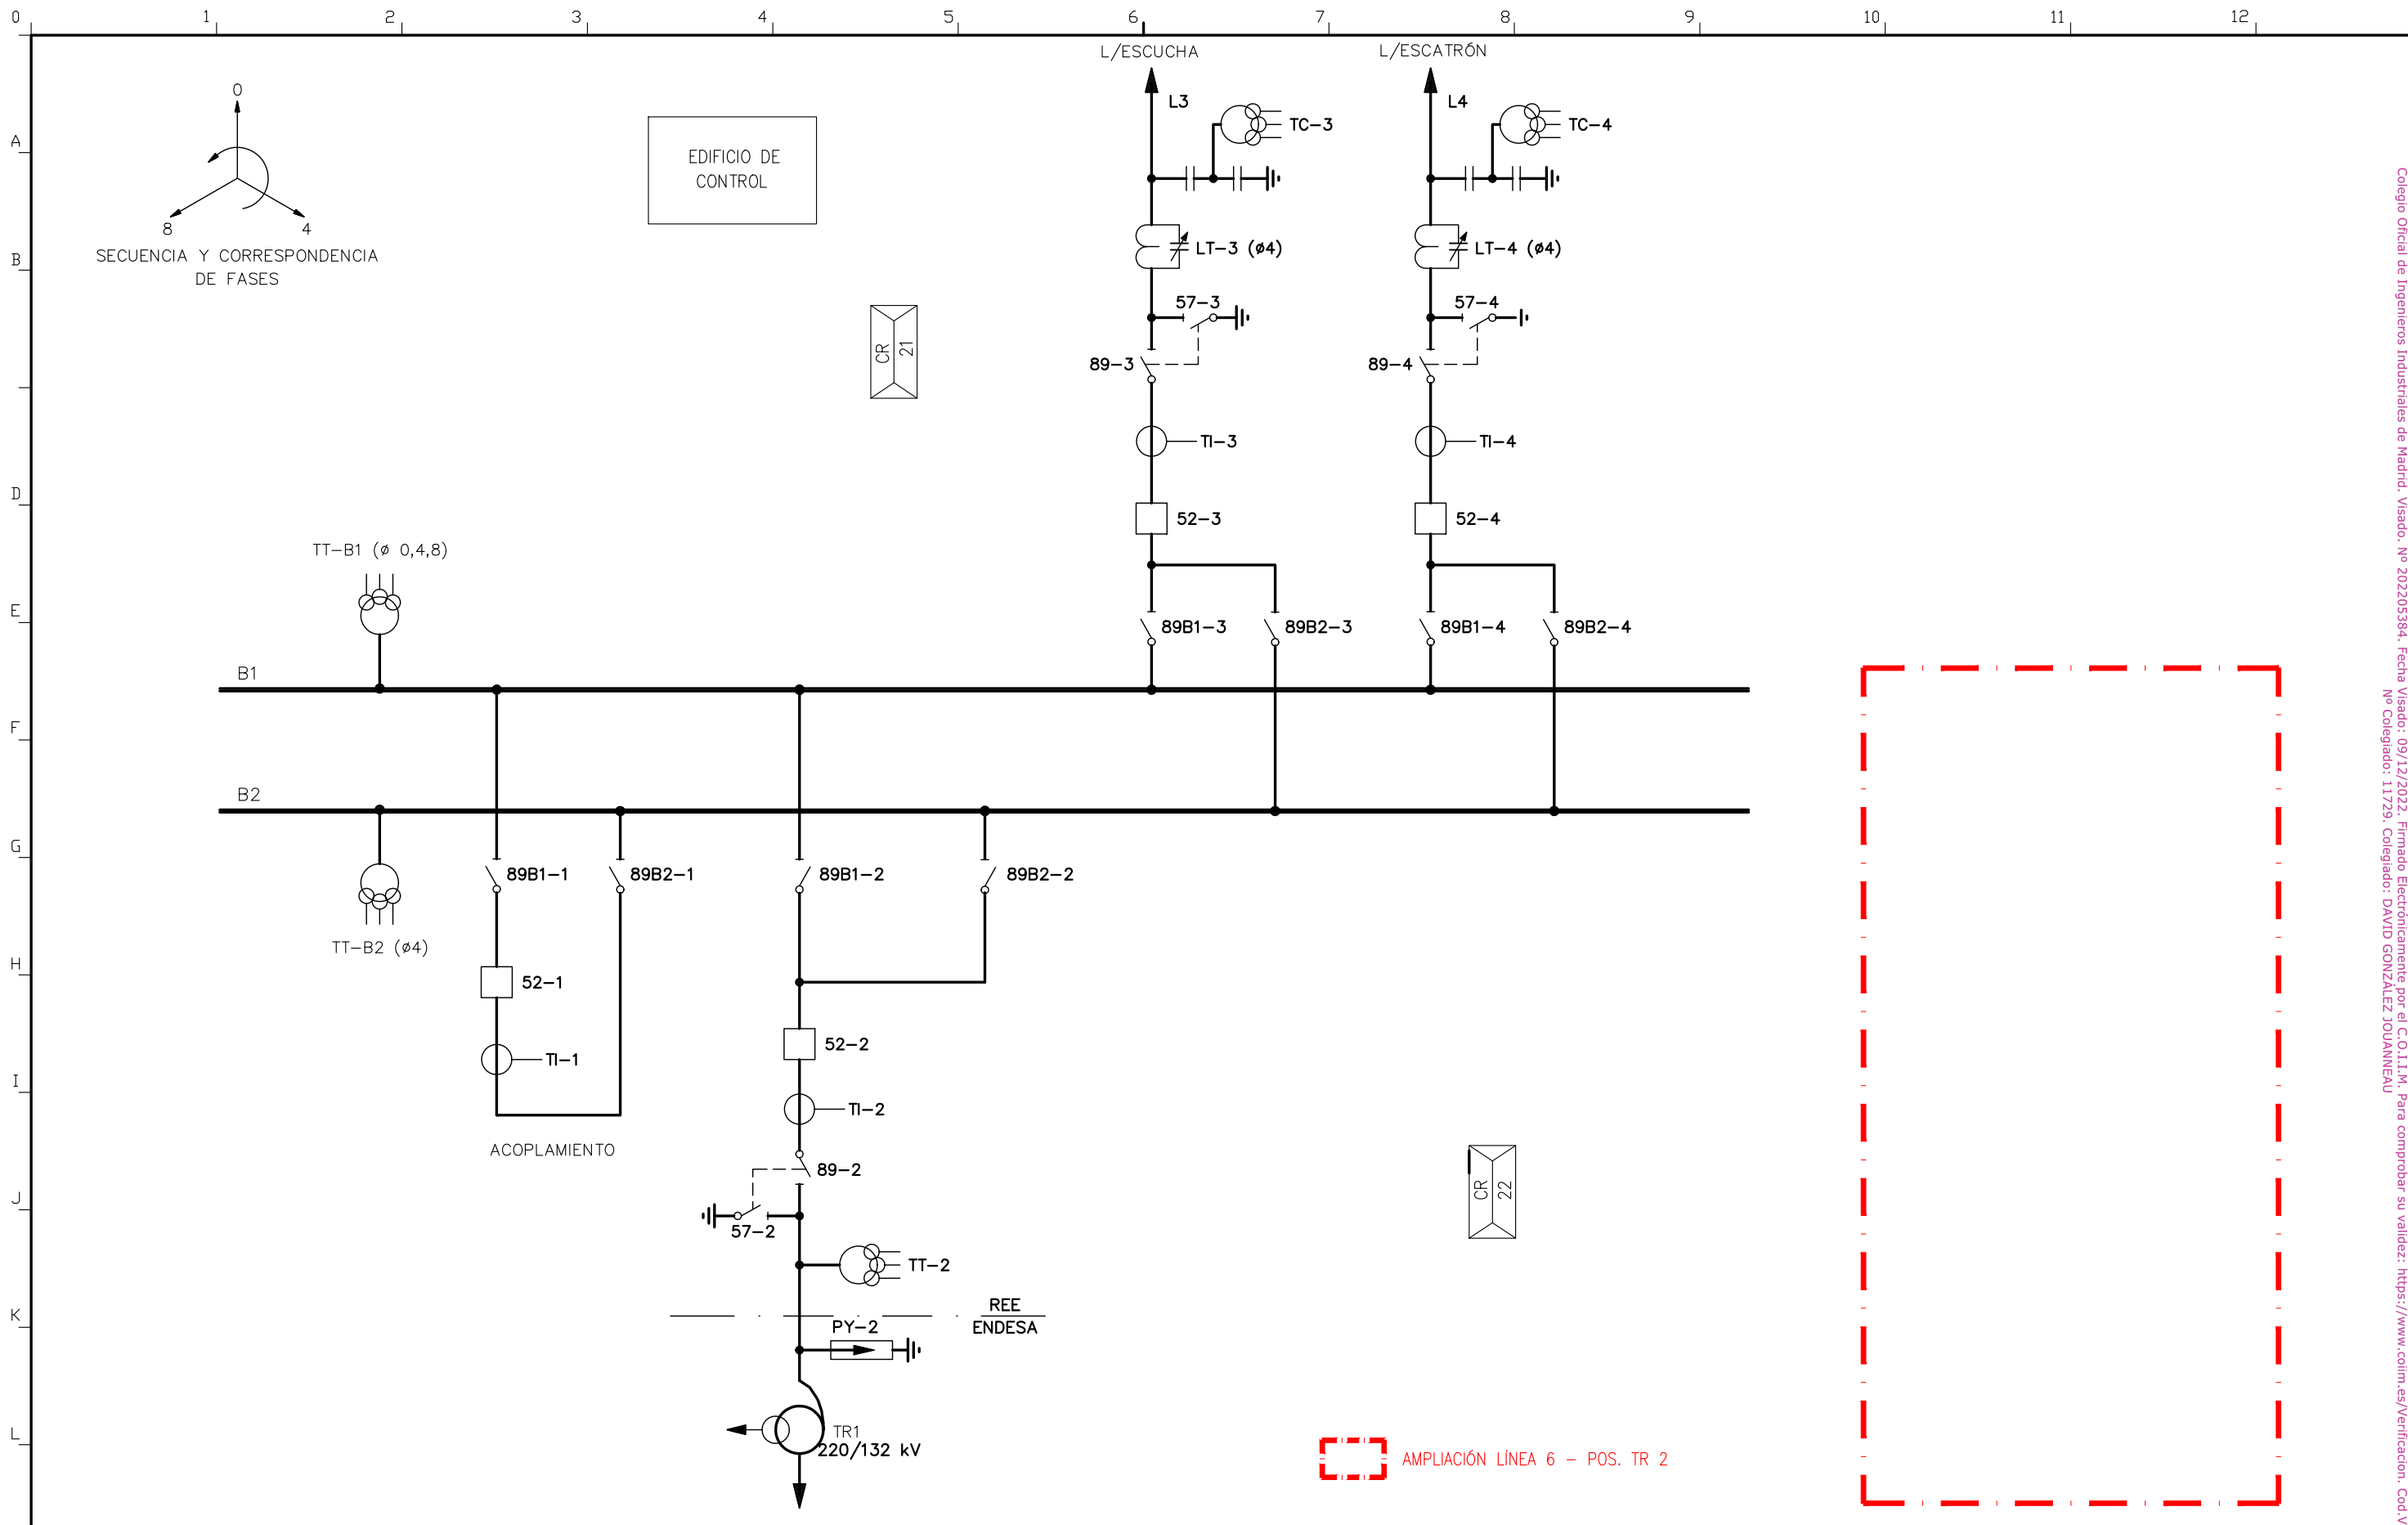 0 1 2 3 4 5 6 7 8 9 10 11 12
A
B
D
E
F
G
H
I
J
K
L
L/ESCUCHA
L/ESCATRÓN
0
8
4
SECUENCIA Y CORRESPONDENCIA
DE FASES
EDIFICIO DE
CONTROL
CR
21
L3
TC-3
LT-3 (ø4)
57-3
89-3
TI-3
52-3
89B1-3
89B2-3
L4
TC-4
LT-4 (ø4)
57-4
89-4
TI-4
52-4
89B1-4
89B2-4
TT-B1 (ø 0,4,8)
B1
B2
TT-B2 (ø4)
89B1-1
89B2-1
52-1
TI-1
ACOPLAMIENTO
89B1-2
89B2-2
52-2
TI-2
89-2
57-2
TT-2
REE
ENDESA
PY-2
TR1
220/132 kV
CR
22
AMPLIACIÓN LÍNEA 6 - POS. TR 2
Colegio Oficial de Ingenieros Industriales de Madrid. Visado. Nº 202205384. Fecha Visado: 09/12/2022. Firmado Electrónicamente por el C.O.I.I.M. Para comprobar su validez: https://www.coiim.es/Verificacion. Cod.V
Nº Colegiado: 11729. Colegiado: DAVID GONZÁLEZ JOUANNEAU